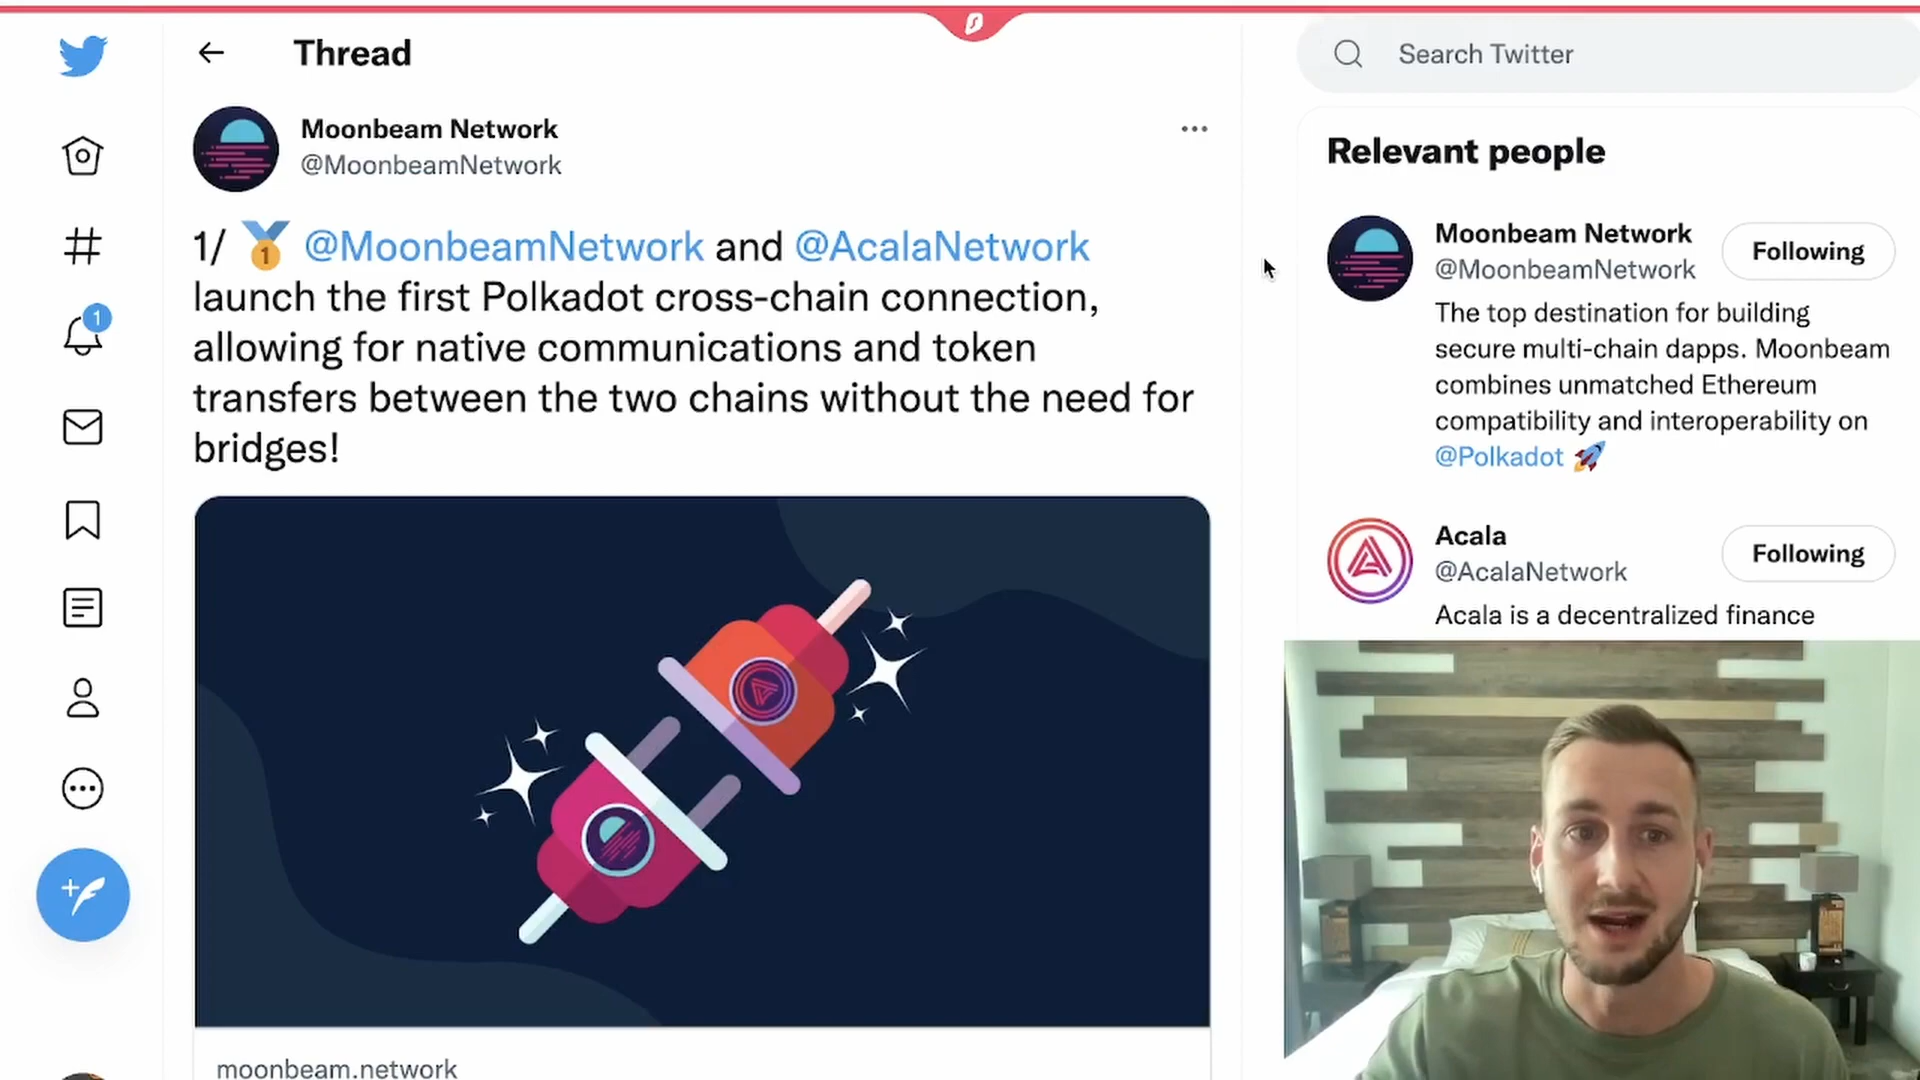 Thread
Moonbeam Network
@MoonbeamNetwork
1/ 🥇 @MoonbeamNetwork and @AcalaNetwork
launch the first Polkadot cross-chain connection,
allowing for native communications and token
transfers between the two chains without the need for
bridges!
moonbeam.network
1
Search Twitter
Relevant people
Moonbeam Network
@MoonbeamNetwork
Following
The top destination for building
secure multi-chain dapps. Moonbeam
combines unmatched Ethereum
compatibility and interoperability on
@Polkadot 🚀
Acala
@AcalaNetwork
Following
Acala is a decentralized finance